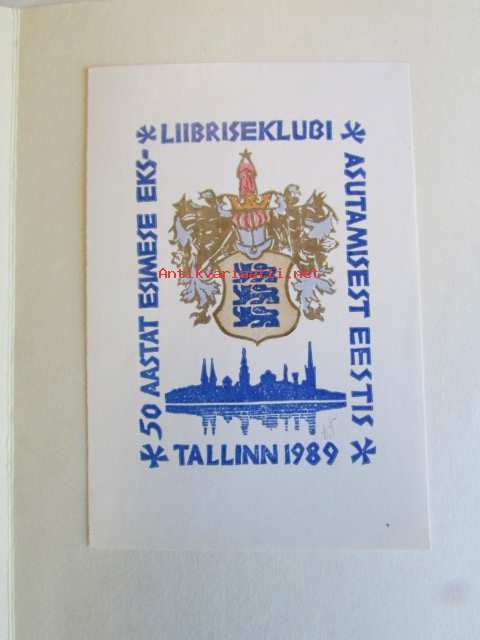 50 AASTAT ESIMESE EKS-
LIIBRISEKLUBI
ASUTAMISEST EESTIS
TALLINN 1989
Antikvariaatti.net